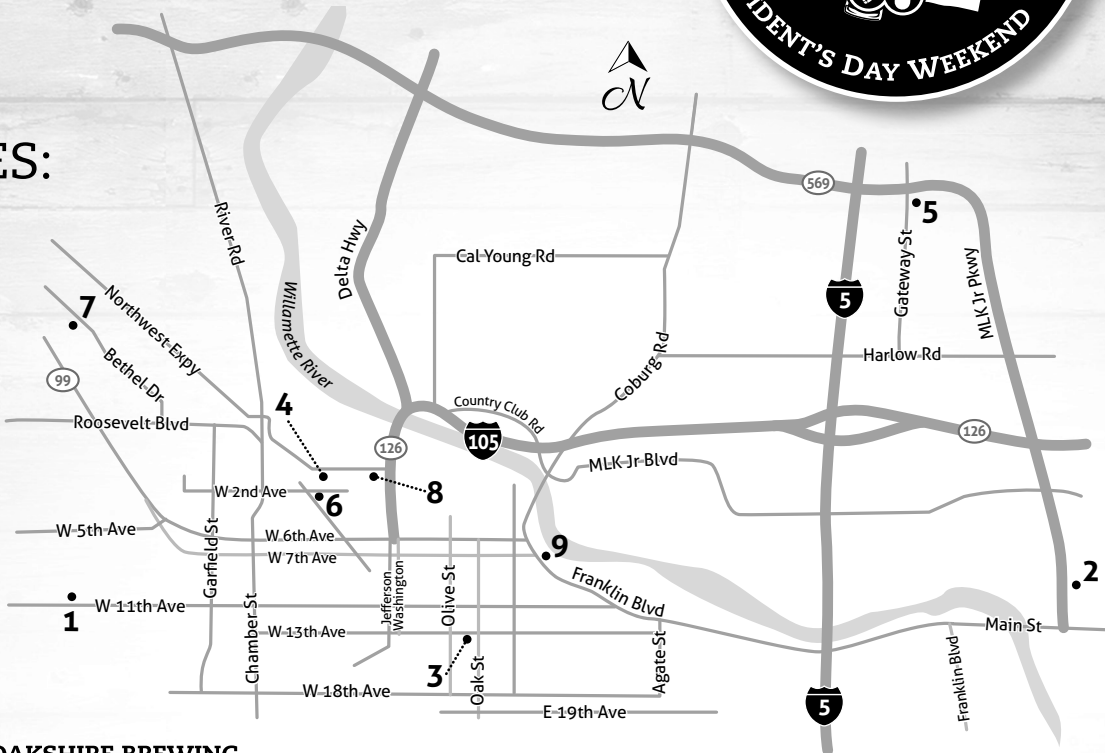 DAY WEEKEND
N
ES:
569
5
River Rd
Delta Hwy
Cal Young Rd
Gateway St
MLK Jr Pkwy
5
7
Northwest Expy
Willamette River
Harlow Rd
Bethel Dr
99
Coburg Rd
4
Country Club Rd
Roosevelt Blvd
105
126
126
MLK Jr Blvd
W 2nd Ave
8
6
W 5th Ave
Garfield St
W 6th Ave
W 7th Ave
9
Franklin Blvd
2
Jefferson
Washington
Olive St
1
W 11th Ave
Chamber St
W 13th Ave
Main St
3
Oak St
Agate St
Franklin Blvd
W 18th Ave
E 19th Ave
5